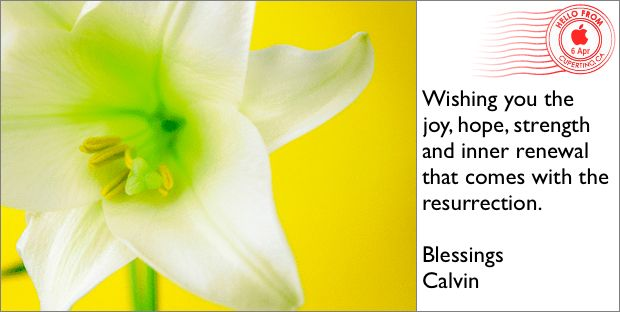 HELLO FROM
6 Apr
CUPERTINO, CA
Wishing you the
joy, hope, strength
and inner renewal
that comes with the
resurrection.
Blessings
Calvin